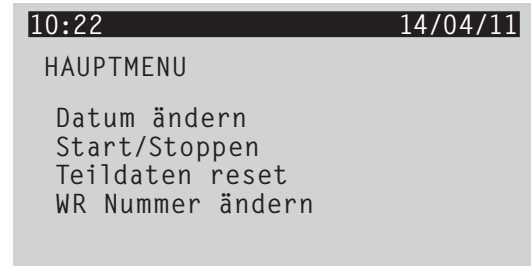 10:22 14/04/11
HAUPTMENU
Datum ändern
Start/Stoppen
Teildaten reset
WR Nummer ändern